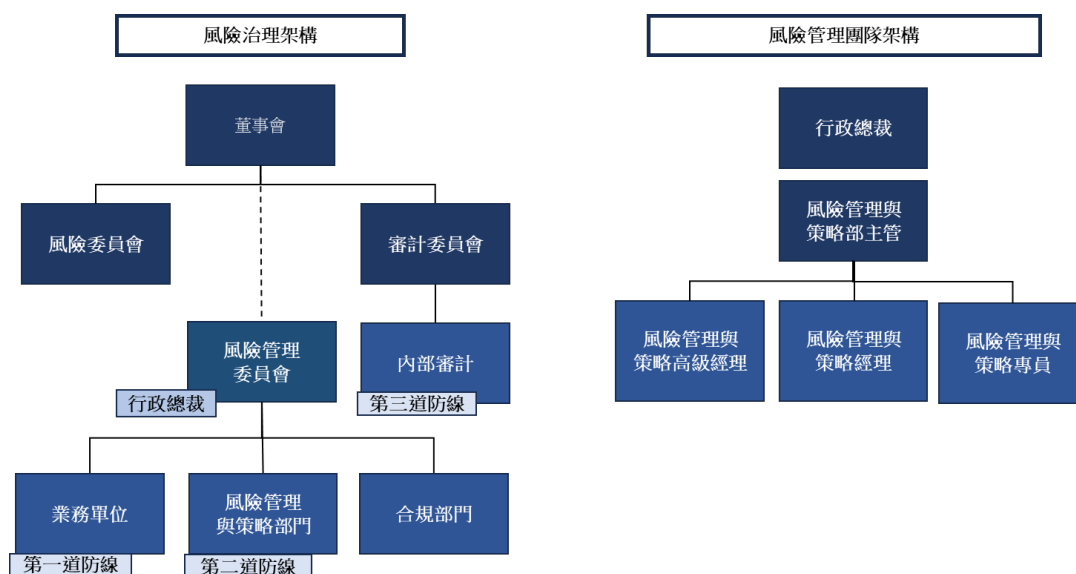 風險治理架構
董事會
風險委員會
審計委員會
風險管理
委員會
行政總裁
內部審計
第三道防線
業務單位
第一道防線
風險管理
與策略部門
第二道防線
合規部門
風險管理團隊架構
行政總裁
風險管理與
策略部主管
風險管理與
策略高級經理
風險管理與
策略經理
風險管理與
策略專員